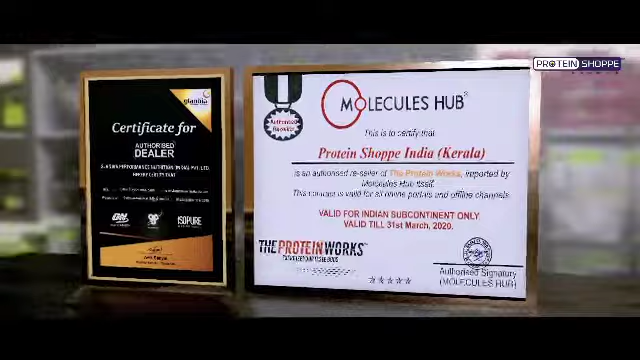 PROTEIN SHOPPE
glanbia
Certificate for
AUTHORISED
DEALER
ON
ISOPURE
MOLECULES HUB
Authorised
Reseller
This is to certify that
Protein Shoppe India (Kerala)
is an authorised re-seller of The Protein Works, imported by
Molecules Hub itself.
This contract is valid for all online portals and offline channels.
VALID FOR INDIAN SUBCONTINENT ONLY
VALID TILL 31st March, 2020.
THE PROTEIN WORKS™
Authorised Signatory
(MOLECULES HUB)